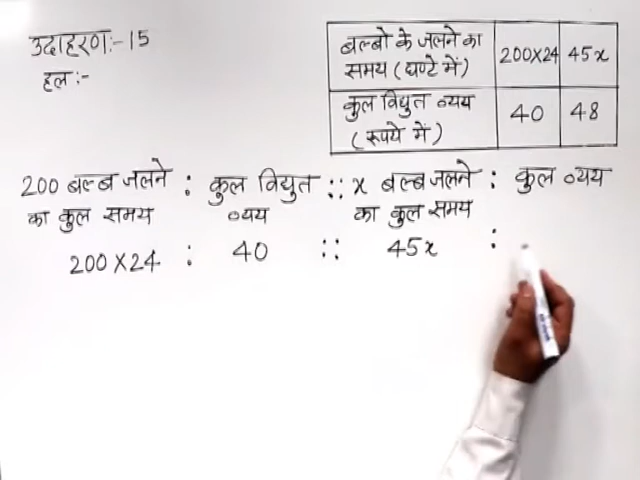 उदाहरण:-15
हल :-
बल्बो के जलने का समय (घण्टे में) 200×24 45x
कुल विद्युत व्यय (रूपये में) 40 48
200 बल्ब जलने : कुल विद्युत :: x बल्ब जलने : कुल व्यय
का कुल समय व्यय का कुल समय
200×24 : 40 :: 45x :